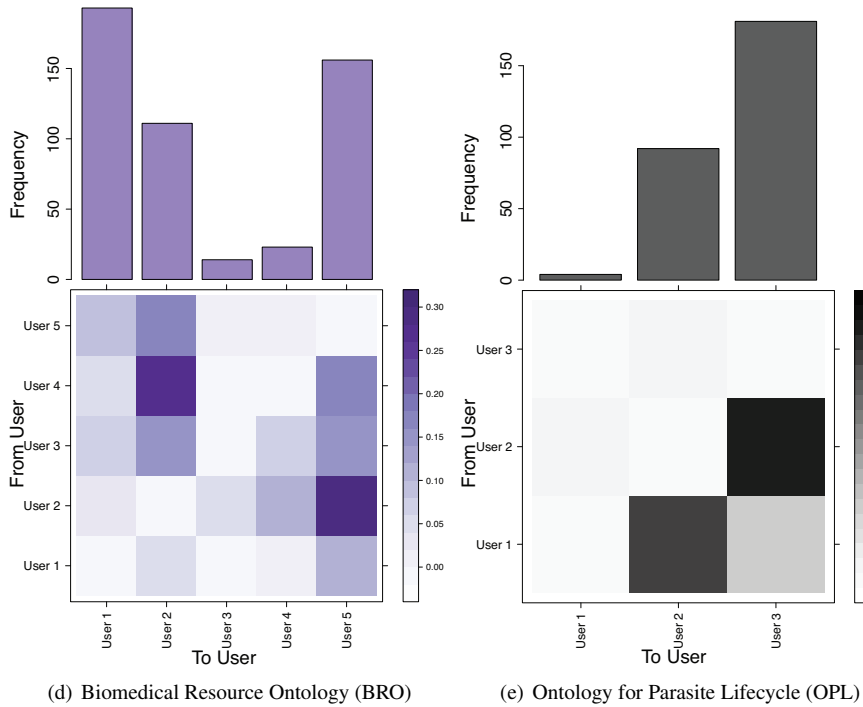 Frequency
0
50
100
150
From User
User 5
User 4
User 3
User 2
User 1
0.30
0.25
0.20
0.15
0.10
0.05
0.00
User 1
User 2
User 3
User 4
User 5
To User
(d) Biomedical Resource Ontology (BRO)
Frequency
0
50
100
150
From User
User 3
User 2
User 1
User 1
User 2
User 3
To User
(e) Ontology for Parasite Lifecycle (OPL)